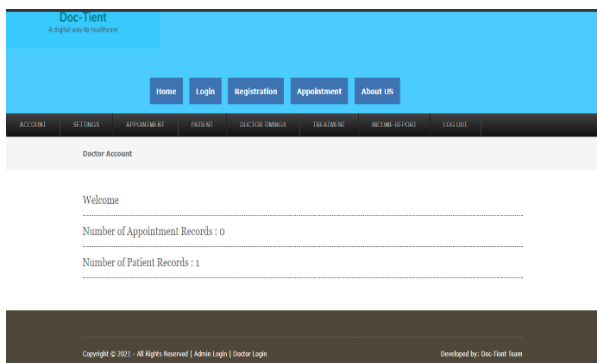 Doc-Tient
A digital way to healthcare
Home Login Registration Appointment About US
ACCOUNT SETTINGS APPOINTMENT PATIENT DOCTOR TIMINGS TREATMENT INCOME REPORT LOG OUT
Doctor Account
Welcome
Number of Appointment Records : 0
Number of Patient Records : 1
Copyright © 2021 - All Rights Reserved | Admin Login | Doctor Login Developed by: Doc-Tient Team